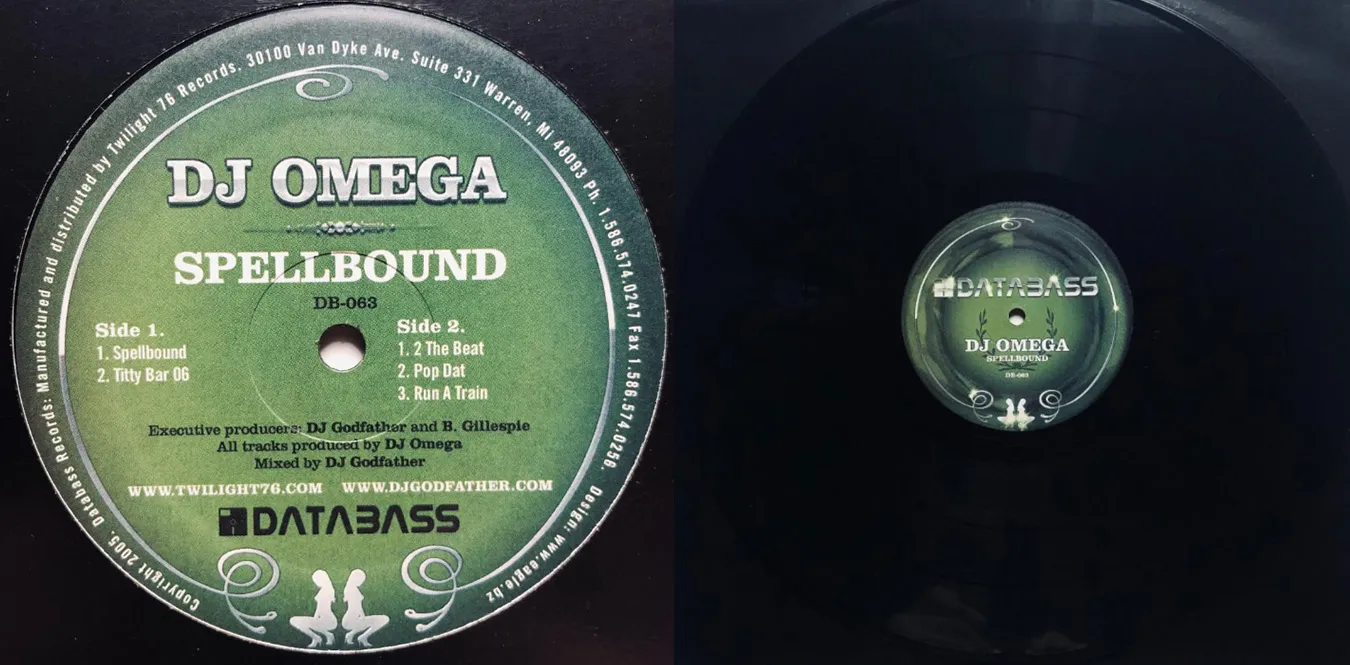 Copyright 2005. Databass Records: Manufactured and distributed by Twilight 76 Records. 30100 Van Dyke Ave. Suite 331 Warren, MI 48093 Ph. 1.586.574.0247 Fax 1.586.574.0256. Design: www.eagle.bz
DJ OMEGA
SPELLBOUND
DB-063
Side 1.
1. Spellbound
2. Titty Bar 06
Side 2.
1. 2 The Beat
2. Pop Dat
3. Run A Train
Executive producers: DJ Godfather and B. Gillespie
All tracks produced by DJ Omega
Mixed by DJ Godfather
WWW.TWILIGHT76.COM WWW.DJGODFATHER.COM
DATABASS
DATABASS
DJ OMEGA
SPELLBOUND
DB-063